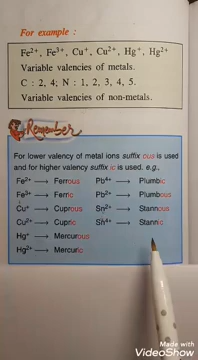 For example :
Fe²⁺, Fe³⁺, Cu⁺, Cu²⁺, Hg⁺, Hg²⁺
Variable valencies of metals.
C : 2, 4; N : 1, 2, 3, 4, 5.
Variable valencies of non-metals.
Remember
For lower valency of metal ions suffix ous is used
and for higher valency suffix ic is used. e.g.,
Fe²⁺ ⟶ Ferrous Pb⁴⁺ ⟶ Plumbic
Fe³⁺ ⟶ Ferric Pb²⁺ ⟶ Plumbous
Cu⁺ ⟶ Cuprous Sn²⁺ ⟶ Stannous
Cu²⁺ ⟶ Cupric Sn⁴⁺ ⟶ Stannic
Hg⁺ ⟶ Mercurous
Hg²⁺ ⟶ Mercuric
Made with
VideoShow